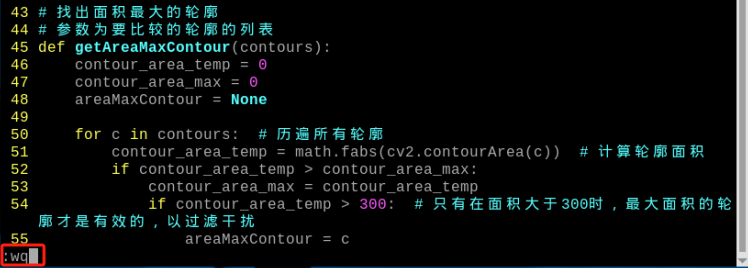 43 # 找出面积最大的轮廓
44 # 参数为要比较的轮廓的列表
45 def getAreaMaxContour(contours):
46     contour_area_temp = 0
47     contour_area_max = 0
48     areaMaxContour = None
49
50     for c in contours:  # 历遍所有轮廓
51         contour_area_temp = math.fabs(cv2.contourArea(c))  # 计算轮廓面积
52         if contour_area_temp > contour_area_max:
53             contour_area_max = contour_area_temp
54             if contour_area_temp > 300:  # 只有在面积大于300时，最大面积的轮
廓才是有效的，以过滤干扰
55                 areaMaxContour = c
:wq